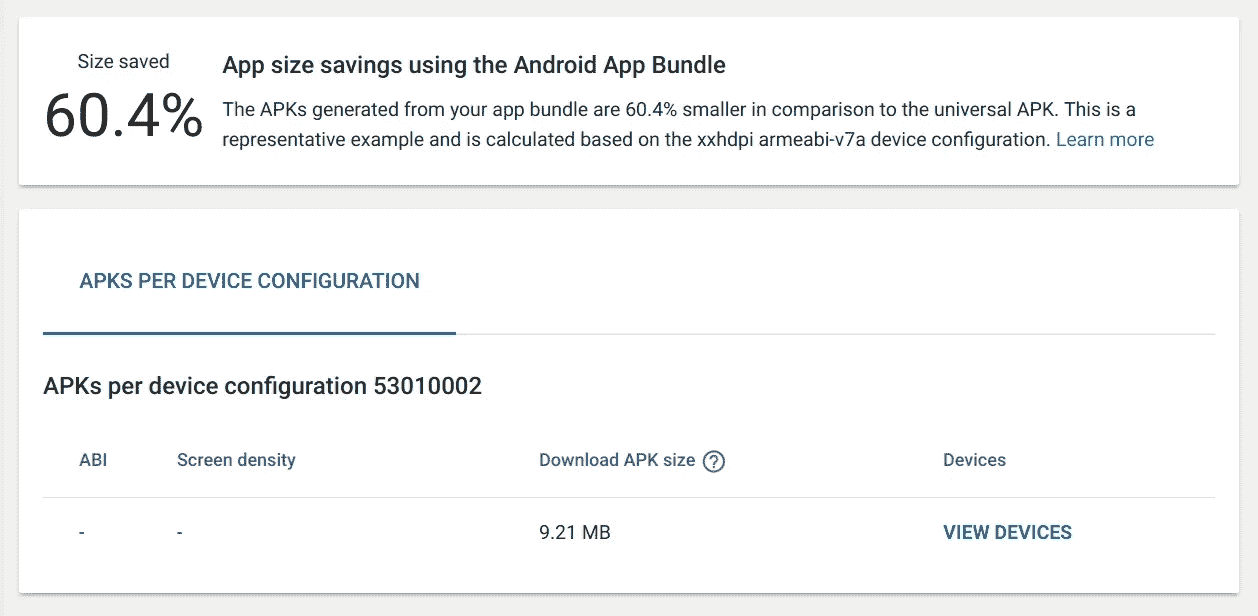 Size saved
60.4%
App size savings using the Android App Bundle
The APKs generated from your app bundle are 60.4% smaller in comparison to the universal APK. This is a
representative example and is calculated based on the xxhdpi armeabi-v7a device configuration. Learn more
APKS PER DEVICE CONFIGURATION
APKs per device configuration 53010002
ABI Screen density Download APK size ? Devices
- - 9.21 MB VIEW DEVICES